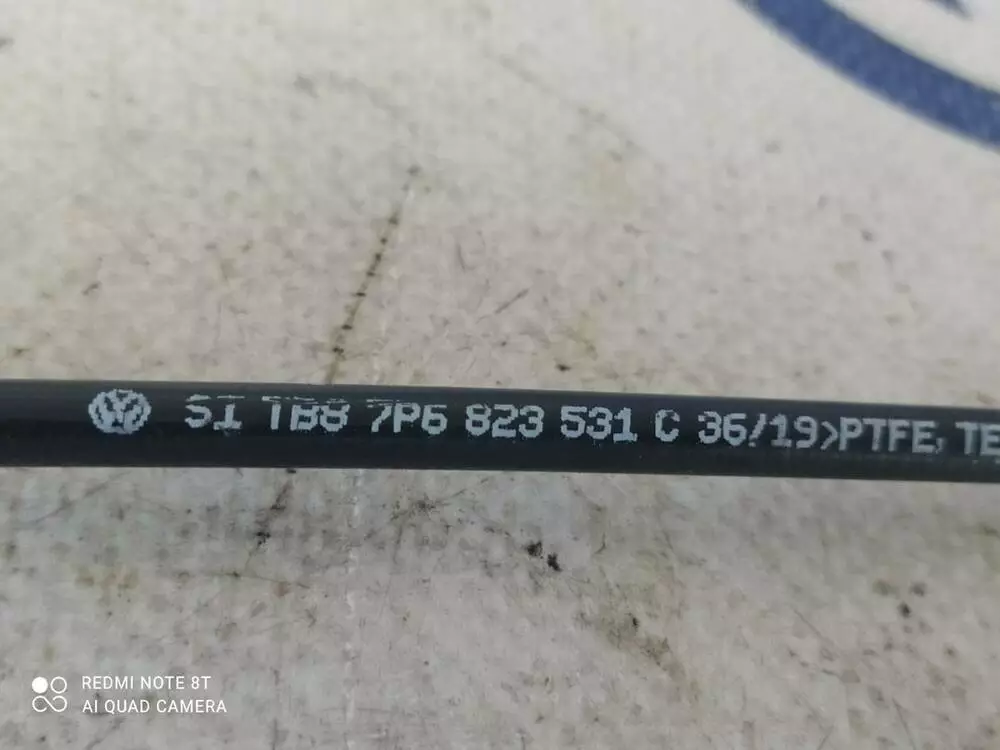 SI TB8 7P6 823 531 C 36/19>PTFE, TE
REDMI NOTE 8T
AI QUAD CAMERA